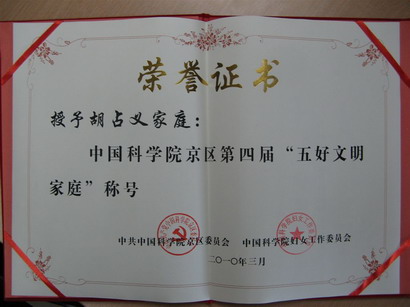 荣誉证书
授予胡占义家庭：
中国科学院京区第四届“五好文明
家庭”称号
中共中国科学院京区委员会 中国科学院妇女工作委员会
二〇一〇年三月